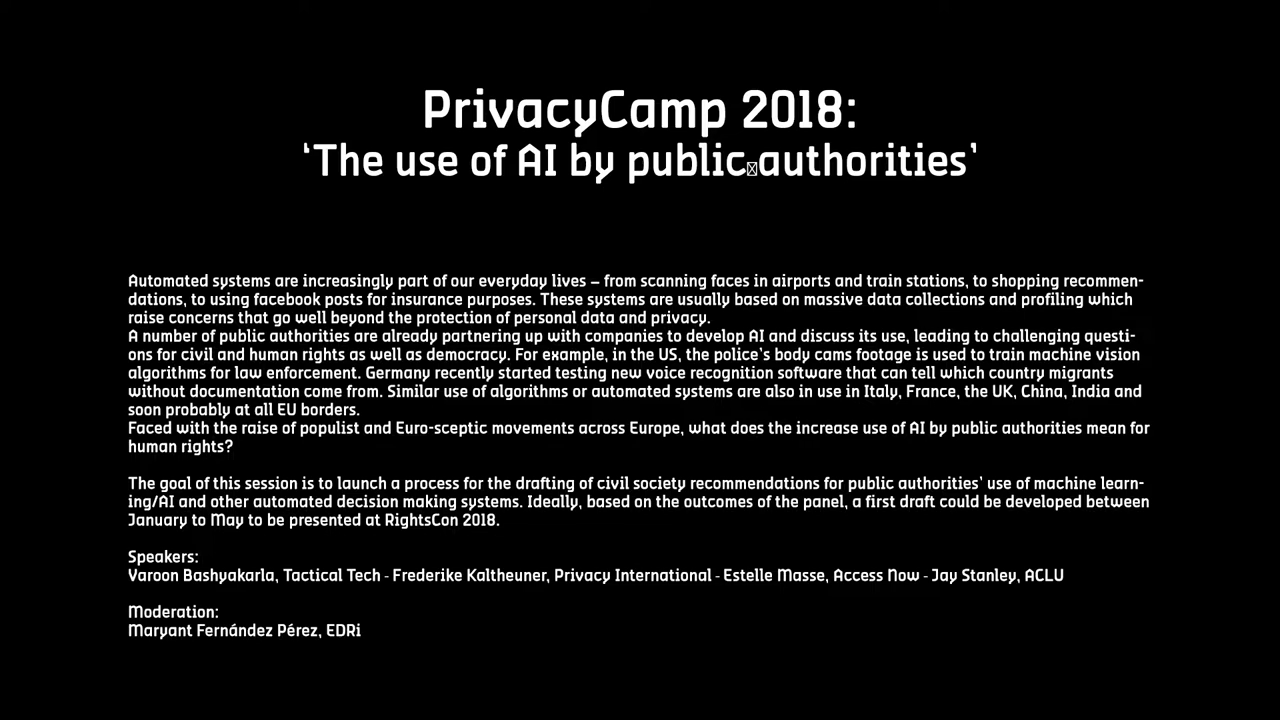 PrivacyCamp 2018:
‘The use of AI by public authorities’
Automated systems are increasingly part of our everyday lives – from scanning faces in airports and train stations, to shopping recommen-
dations, to using facebook posts for insurance purposes. These systems are usually based on massive data collections and profiling which
raise concerns that go well beyond the protection of personal data and privacy.
A number of public authorities are already partnering up with companies to develop AI and discuss its use, leading to challenging questi-
ons for civil and human rights as well as democracy. For example, in the US, the police’s body cams footage is used to train machine vision
algorithms for law enforcement. Germany recently started testing new voice recognition software that can tell which country migrants
without documentation come from. Similar use of algorithms or automated systems are also in use in Italy, France, the UK, China, India and
soon probably at all EU borders.
Faced with the raise of populist and Euro-sceptic movements across Europe, what does the increase use of AI by public authorities mean for
human rights?
The goal of this session is to launch a process for the drafting of civil society recommendations for public authorities’ use of machine learn-
ing/AI and other automated decision making systems. Ideally, based on the outcomes of the panel, a first draft could be developed between
January to May to be presented at RightsCon 2018.
Speakers:
Varoon Bashyakarla, Tactical Tech - Frederike Kaltheuner, Privacy International - Estelle Masse, Access Now - Jay Stanley, ACLU
Moderation:
Maryant Fernández Pérez, EDRi